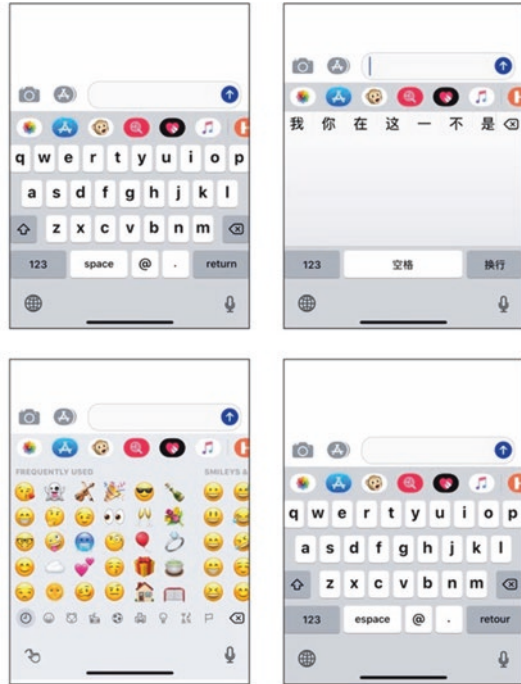 q w e r t y u i o p
a s d f g h j k l
z x c v b n m
123 space @ . return
我 你 在 这 一 不 是
123 空格 换行
FREQUENTLY USED SMILEYS &
q w e r t y u i o p
a s d f g h j k l
z x c v b n m
123 espace @ . retour